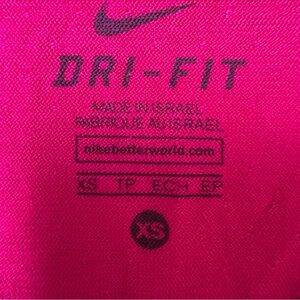 DRI-FIT
MADE IN ISRAEL
FABRIQUE AU ISRAEL
nikebetterworld.com
XS TP ECH EP
XS